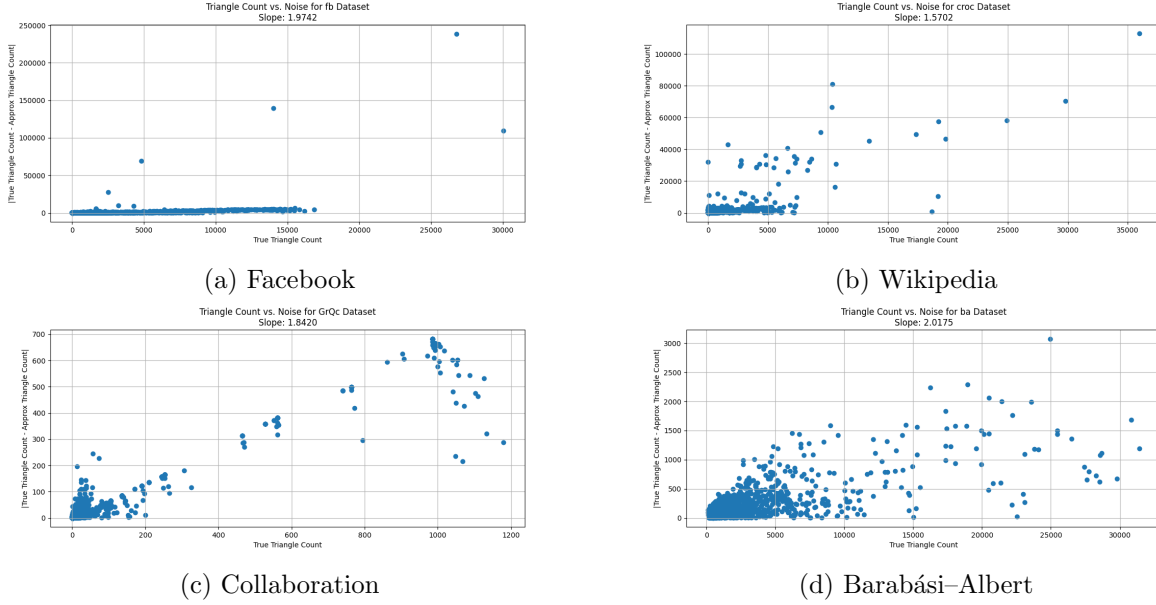 Triangle Count vs. Noise for fb Dataset
Slope: 1.9742
250000
200000
150000
100000
50000
0
|True Triangle Count - Approx Triangle Count|
0 5000 10000 15000 20000 25000 30000
True Triangle Count
(a) Facebook
Triangle Count vs. Noise for croc Dataset
Slope: 1.5702
100000
80000
60000
40000
20000
0
|True Triangle Count - Approx Triangle Count|
0 5000 10000 15000 20000 25000 30000 35000
True Triangle Count
(b) Wikipedia
Triangle Count vs. Noise for GrQc Dataset
Slope: 1.8420
700
600
500
400
300
200
100
0
|True Triangle Count - Approx Triangle Count|
0 200 400 600 800 1000 1200
True Triangle Count
(c) Collaboration
Triangle Count vs. Noise for ba Dataset
Slope: 2.0175
3000
2500
2000
1500
1000
500
0
|True Triangle Count - Approx Triangle Count|
0 5000 10000 15000 20000 25000 30000
True Triangle Count
(d) Barabási–Albert